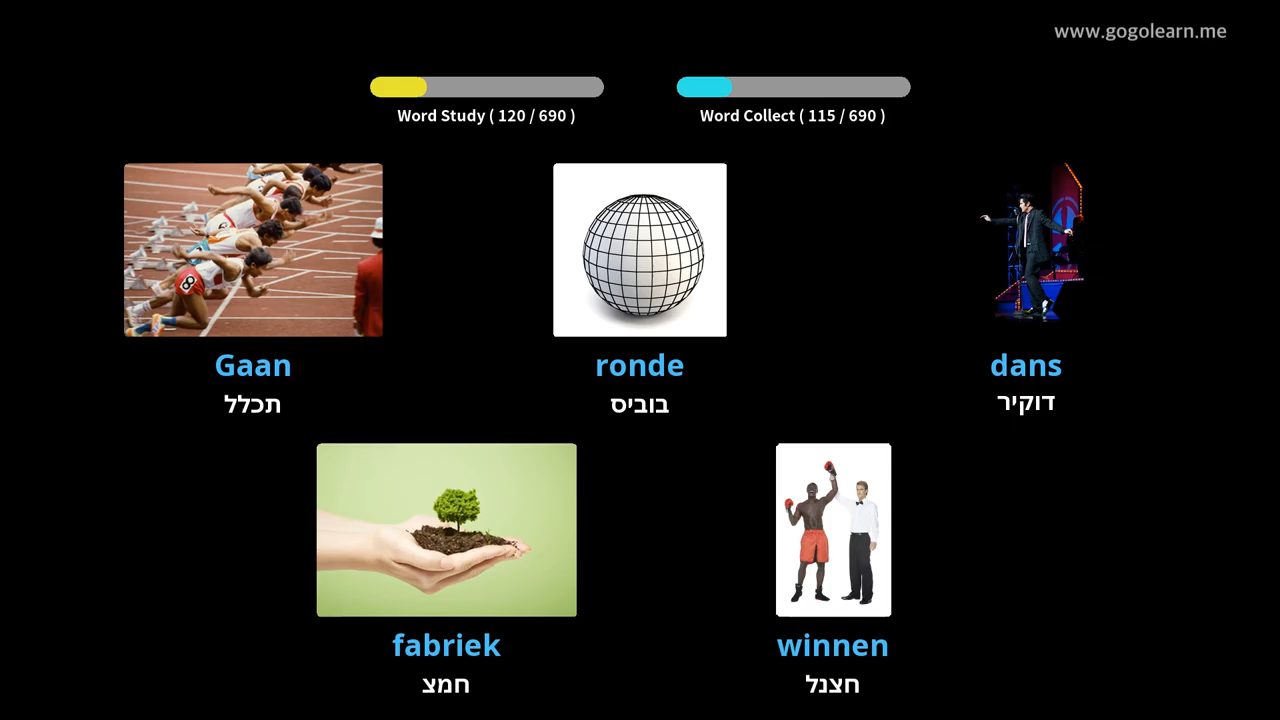 www.gogolearn.me
Word Study ( 120 / 690 )
Word Collect ( 115 / 690 )
Gaan
תכלל
ronde
בוביס
dans
דוקיר
fabriek
חמצ
winnen
חצנל